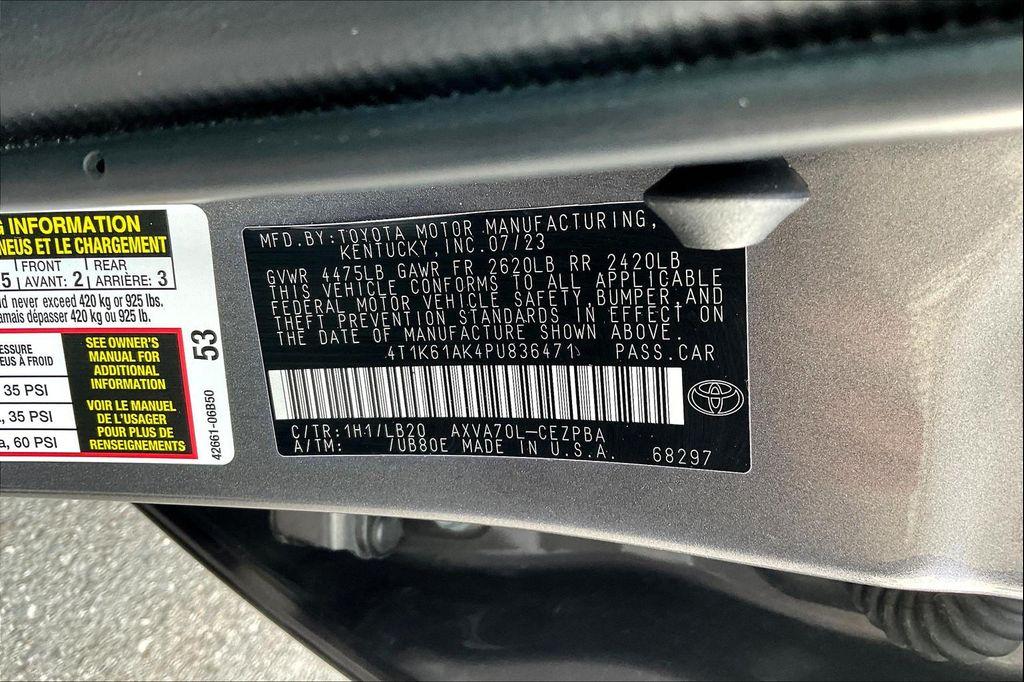 G INFORMATION
NEUS ET LE CHARGEMENT
5 FRONT AVANT: 2 REAR ARRIÈRE: 3
d never exceed 420 kg or 925 lbs.
amais dépasser 420 kg ou 925 lb.
ESSURE
EUS À FROID
35 PSI
, 35 PSI
a, 60 PSI
SEE OWNER'S
MANUAL FOR
ADDITIONAL
INFORMATION
VOIR LE MANUEL
DE L'USAGER
POUR PLUS DE
RENSEIGNEMENTS
53
42661-06B50
MFD.BY:TOYOTA MOTOR MANUFACTURING,
KENTUCKY, INC.07/23
GVWR 4475LB GAWR FR 2620LB RR 2420LB
THIS VEHICLE CONFORMS TO ALL APPLICABLE
FEDERAL MOTOR VEHICLE SAFETY, BUMPER,AND
THEFT PREVENTION STANDARDS IN EFFECT ON
THE DATE OF MANUFACTURE SHOWN ABOVE.
4T1K61AK4PU836471 PASS.CAR
C/TR:1H1/LB20 AXVA70L-CEZPBA
A/TM: /UB80E MADE IN U.S.A. 68297